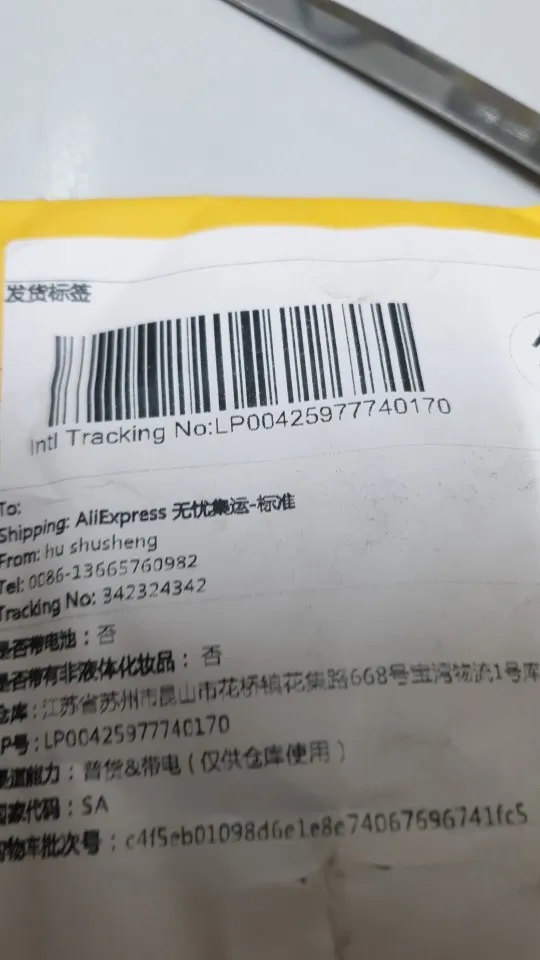 发货标签
Intl Tracking No:LP00425977740170
To:
Shipping: AliExpress 无忧集运-标准
From: hu shusheng
Tel: 0086-13665760982
Tracking No: 342324342
是否带电池：否
是否带有非液体化妆品：否
仓库：江苏省苏州市昆山市花桥镇花集路668号宝湾物流1号库
LP号：LP00425977740170
渠道能力：普货&带电（仅供仓库使用）
国家代码：SA
购物车批次号：c4f5eb01098d6e1e8e74067696741fc5